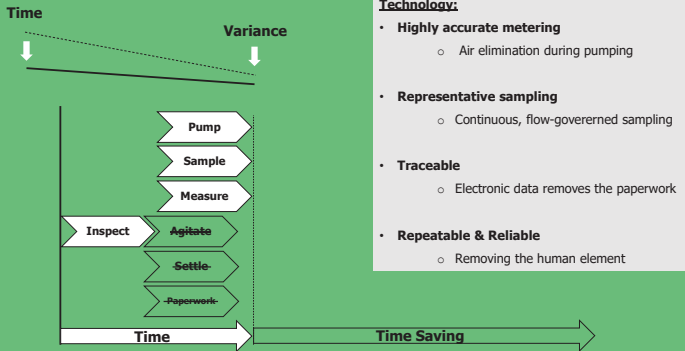 Time
Variance
Pump
Sample
Measure
Inspect
Agitate
Settle
Paperwork
Time
Time Saving
Technology:
• Highly accurate metering
o Air elimination during pumping
• Representative sampling
o Continuous, flow-govererned sampling
• Traceable
o Electronic data removes the paperwork
• Repeatable & Reliable
o Removing the human element